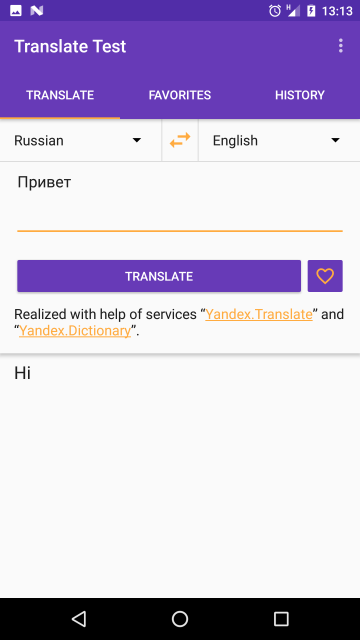 13:13
Translate Test
TRANSLATE FAVORITES HISTORY
Russian English
Привет
TRANSLATE
Realized with help of services “Yandex.Translate” and
“Yandex.Dictionary”.
Hi